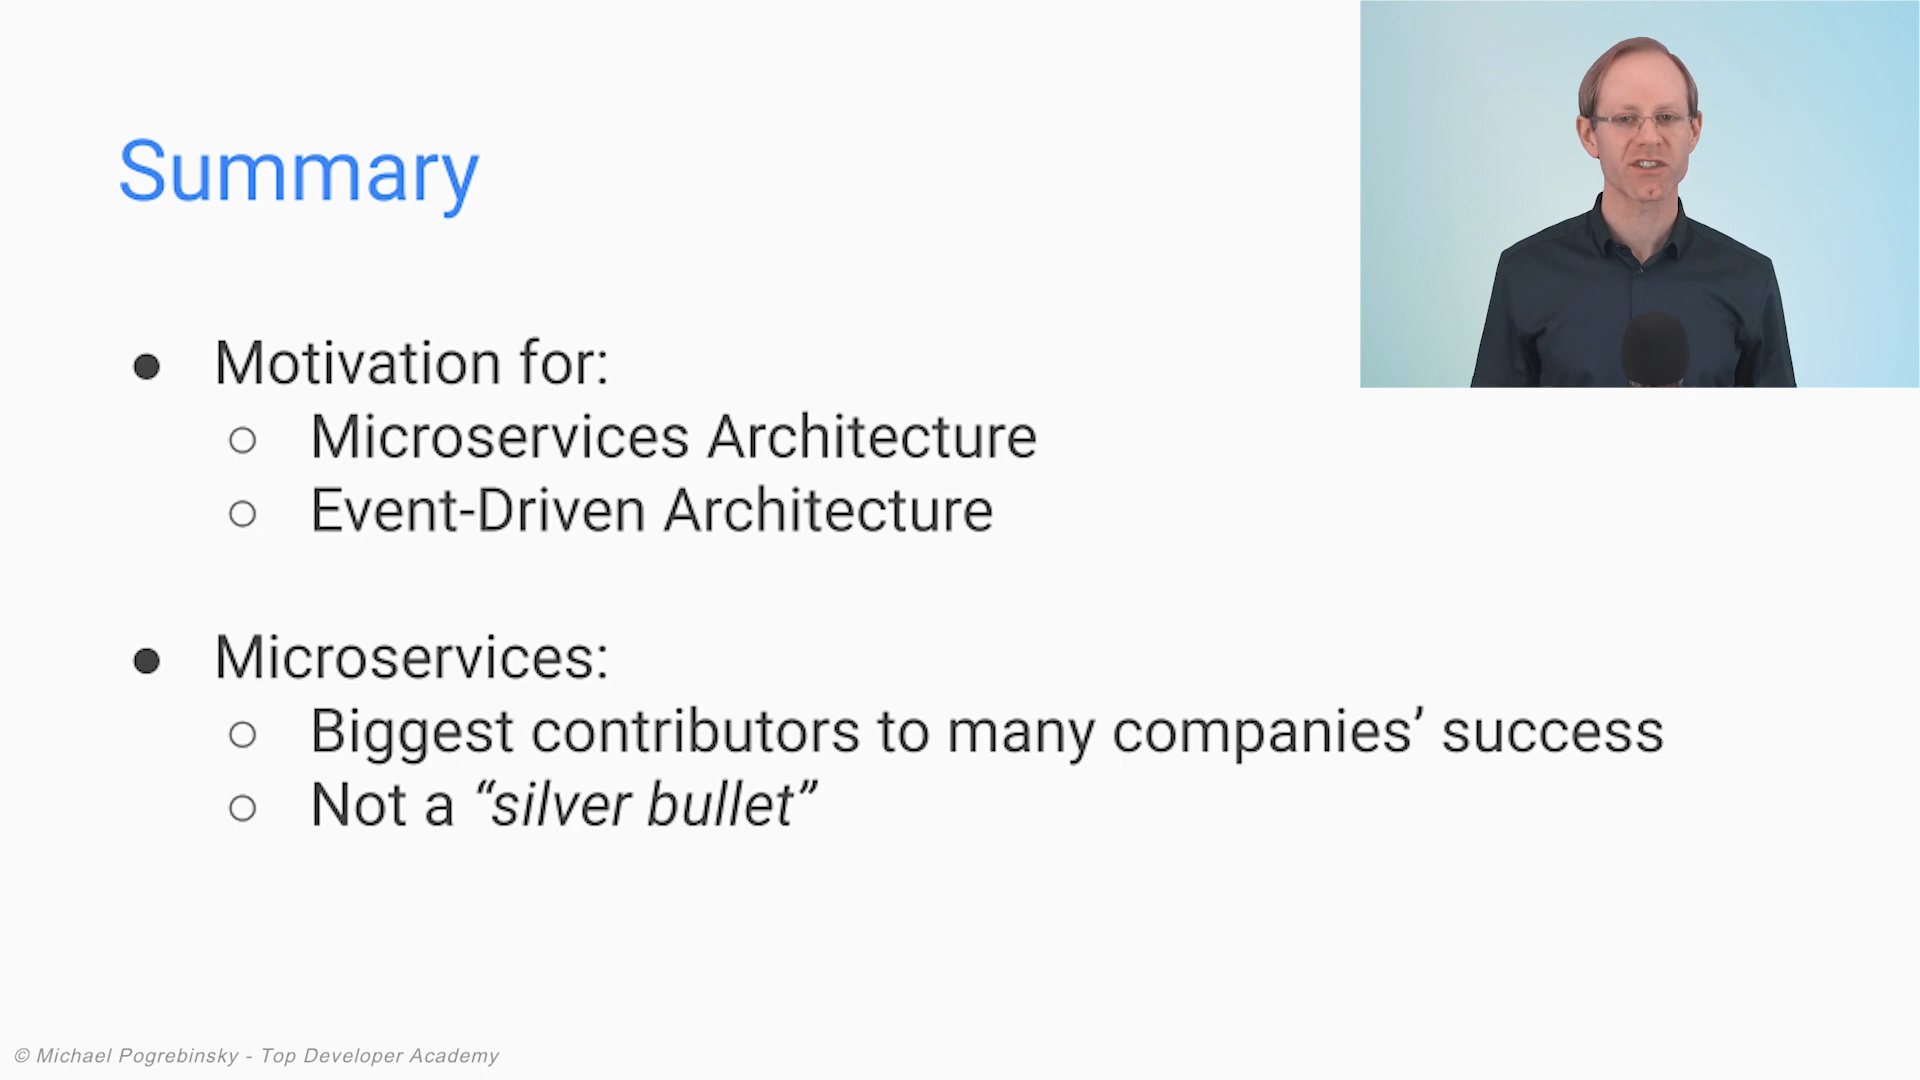 Summary
● Motivation for:
○ Microservices Architecture
○ Event-Driven Architecture
● Microservices:
○ Biggest contributors to many companies’ success
○ Not a “silver bullet”
© Michael Pogrebinsky - Top Developer Academy